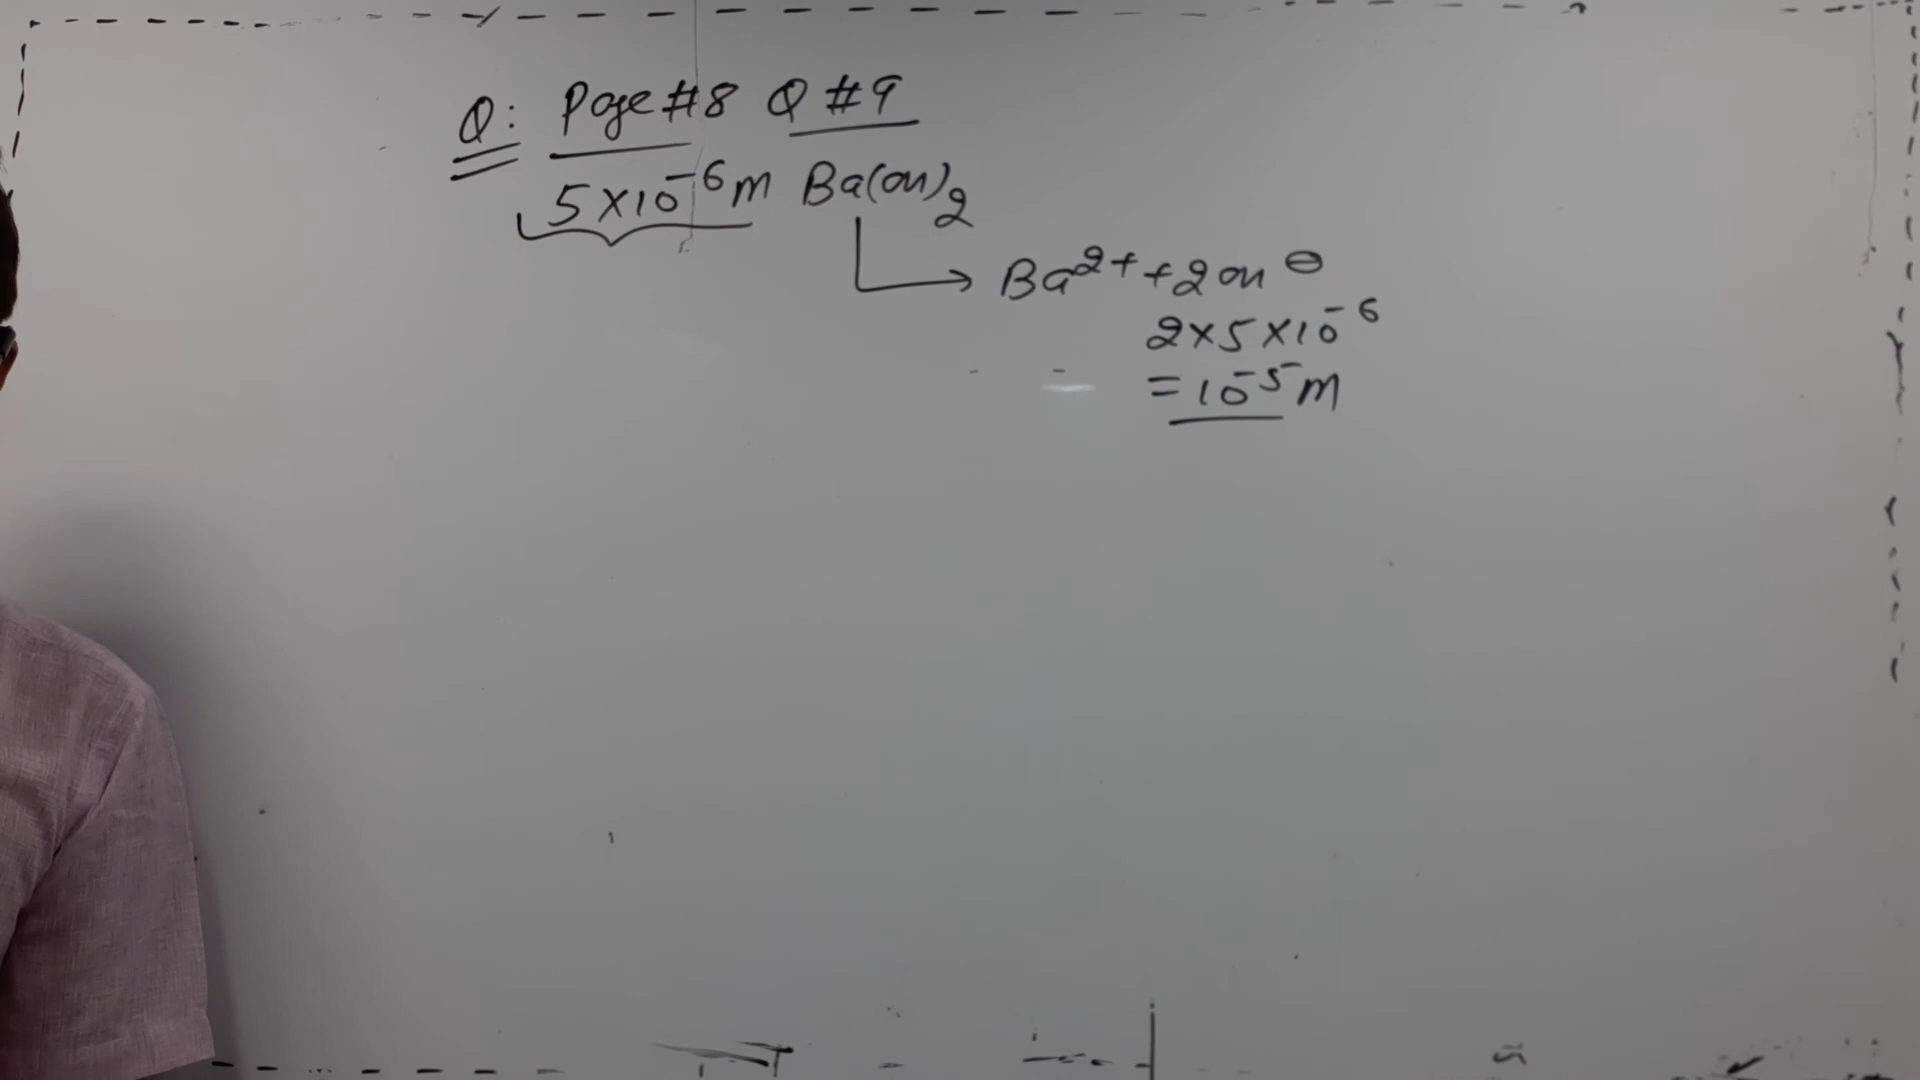 Q: Page #8 Q #9
5×10⁻⁶ M Ba(OH)₂
Ba²⁺ + 2OH⊖
2×5×10⁻⁶
= 10⁻⁵ M